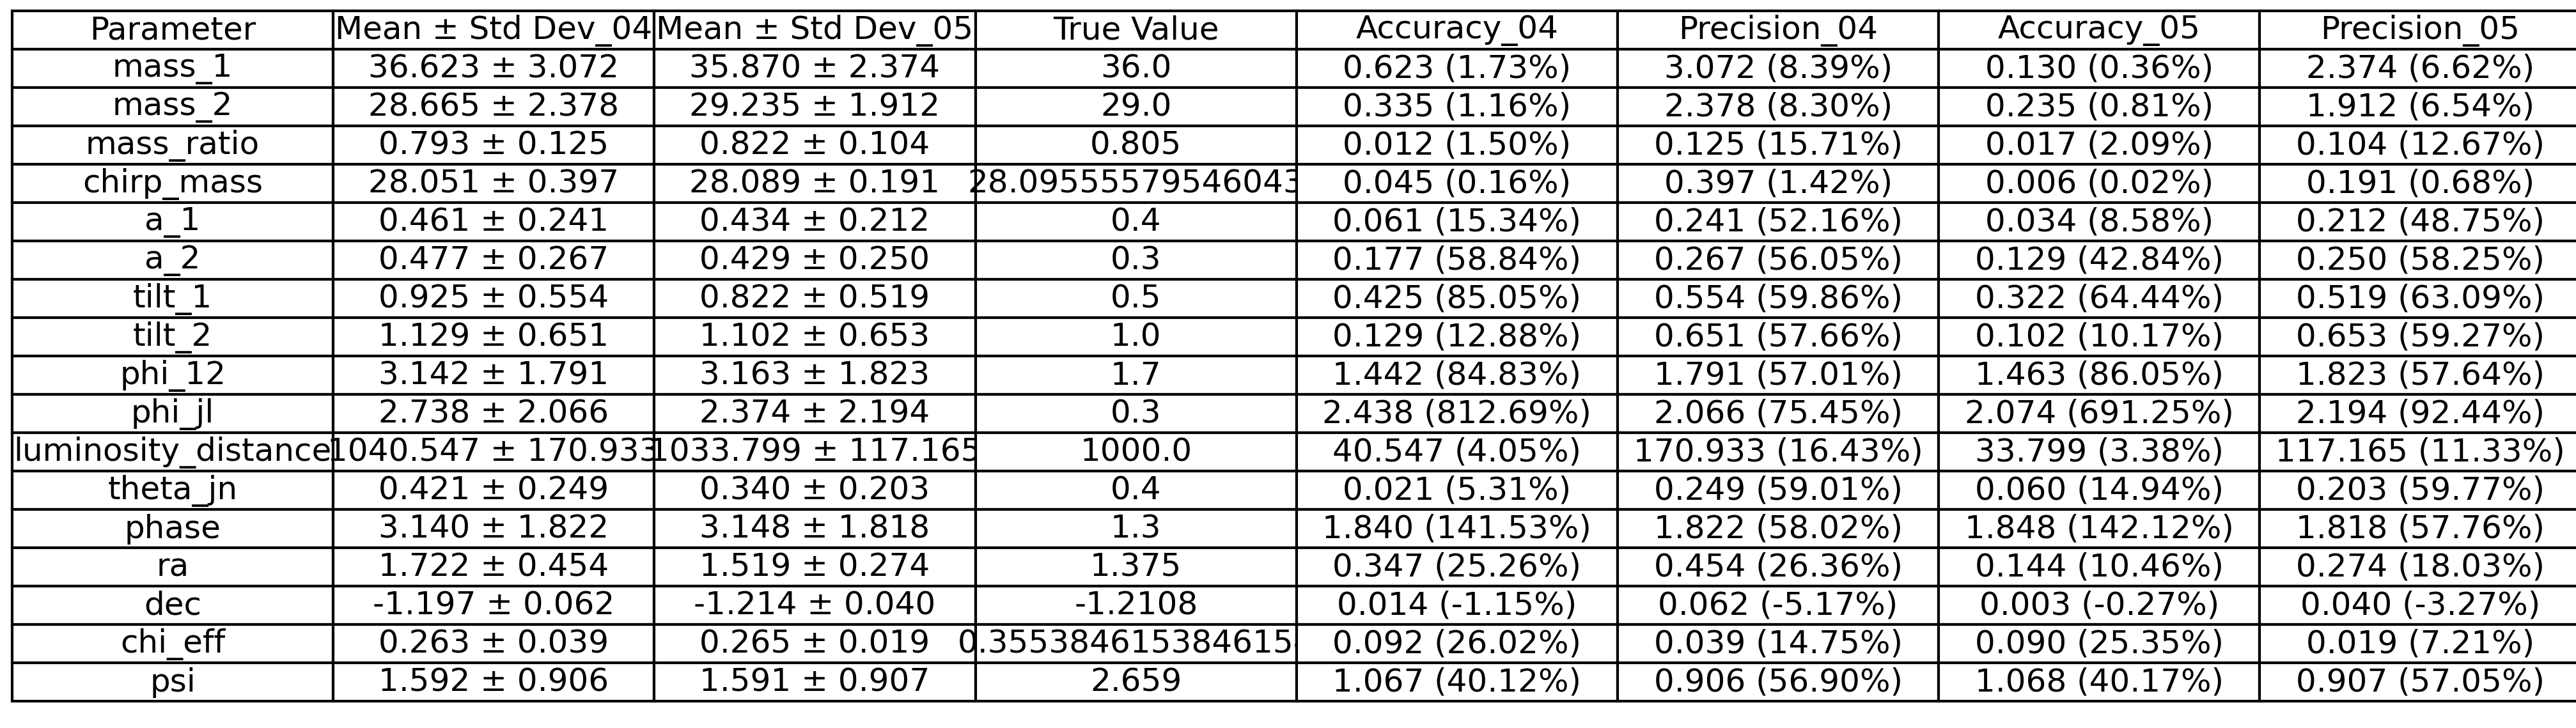 Parameter Mean ± Std Dev_04 Mean ± Std Dev_05 True Value Accuracy_04 Precision_04 Accuracy_05 Precision_05
mass_1 36.623 ± 3.072 35.870 ± 2.374 36.0 0.623 (1.73%) 3.072 (8.39%) 0.130 (0.36%) 2.374 (6.62%)
mass_2 28.665 ± 2.378 29.235 ± 1.912 29.0 0.335 (1.16%) 2.378 (8.30%) 0.235 (0.81%) 1.912 (6.54%)
mass_ratio 0.793 ± 0.125 0.822 ± 0.104 0.805 0.012 (1.50%) 0.125 (15.71%) 0.017 (2.09%) 0.104 (12.67%)
chirp_mass 28.051 ± 0.397 28.089 ± 0.191 28.09555579546043 0.045 (0.16%) 0.397 (1.42%) 0.006 (0.02%) 0.191 (0.68%)
a_1 0.461 ± 0.241 0.434 ± 0.212 0.4 0.061 (15.34%) 0.241 (52.16%) 0.034 (8.58%) 0.212 (48.75%)
a_2 0.477 ± 0.267 0.429 ± 0.250 0.3 0.177 (58.84%) 0.267 (56.05%) 0.129 (42.84%) 0.250 (58.25%)
tilt_1 0.925 ± 0.554 0.822 ± 0.519 0.5 0.425 (85.05%) 0.554 (59.86%) 0.322 (64.44%) 0.519 (63.09%)
tilt_2 1.129 ± 0.651 1.102 ± 0.653 1.0 0.129 (12.88%) 0.651 (57.66%) 0.102 (10.17%) 0.653 (59.27%)
phi_12 3.142 ± 1.791 3.163 ± 1.823 1.7 1.442 (84.83%) 1.791 (57.01%) 1.463 (86.05%) 1.823 (57.64%)
phi_jl 2.738 ± 2.066 2.374 ± 2.194 0.3 2.438 (812.69%) 2.066 (75.45%) 2.074 (691.25%) 2.194 (92.44%)
luminosity_distance 1040.547 ± 170.933 1033.799 ± 117.165 1000.0 40.547 (4.05%) 170.933 (16.43%) 33.799 (3.38%) 117.165 (11.33%)
theta_jn 0.421 ± 0.249 0.340 ± 0.203 0.4 0.021 (5.31%) 0.249 (59.01%) 0.060 (14.94%) 0.203 (59.77%)
phase 3.140 ± 1.822 3.148 ± 1.818 1.3 1.840 (141.53%) 1.822 (58.02%) 1.848 (142.12%) 1.818 (57.76%)
ra 1.722 ± 0.454 1.519 ± 0.274 1.375 0.347 (25.26%) 0.454 (26.36%) 0.144 (10.46%) 0.274 (18.03%)
dec -1.197 ± 0.062 -1.214 ± 0.040 -1.2108 0.014 (-1.15%) 0.062 (-5.17%) 0.003 (-0.27%) 0.040 (-3.27%)
chi_eff 0.263 ± 0.039 0.265 ± 0.019 0.355384615384615 0.092 (26.02%) 0.039 (14.75%) 0.090 (25.35%) 0.019 (7.21%)
psi 1.592 ± 0.906 1.591 ± 0.907 2.659 1.067 (40.12%) 0.906 (56.90%) 1.068 (40.17%) 0.907 (57.05%)